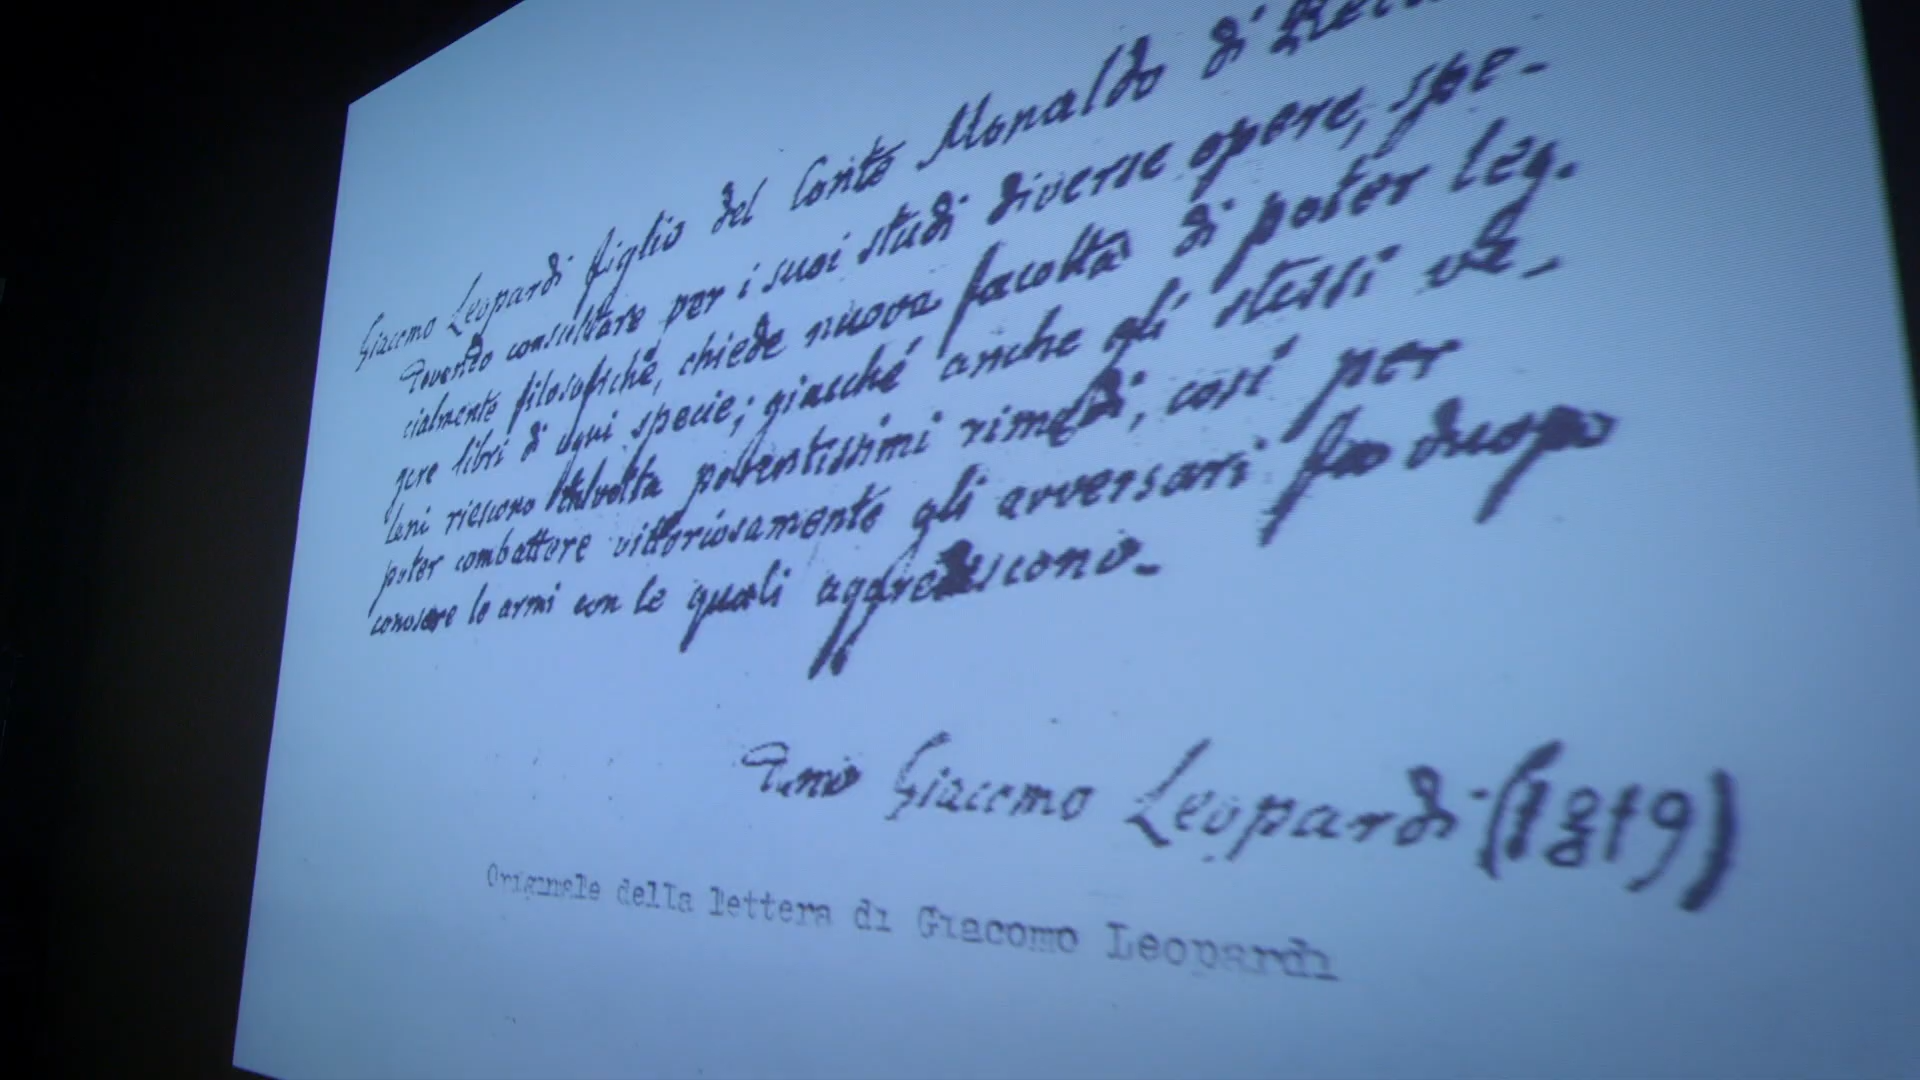 Giacomo Leopardi figlio del Conte Monaldo di
dovendo consultare per i suoi studi diverse opere, spe-
cialmente filosofiche, chiede nuova facoltà di poter leg.
gere libri di ogni specie; giacché anche gli stessi ve-
leni riescono talvolta potentissimi rimedi, così per
poter combattere vittoriosamente gli avversari fa duopo
conoscere le armi con le quali aggrediscono.
Giacomo Leopardi (1819)
Originale della lettera di Giacomo Leopardi